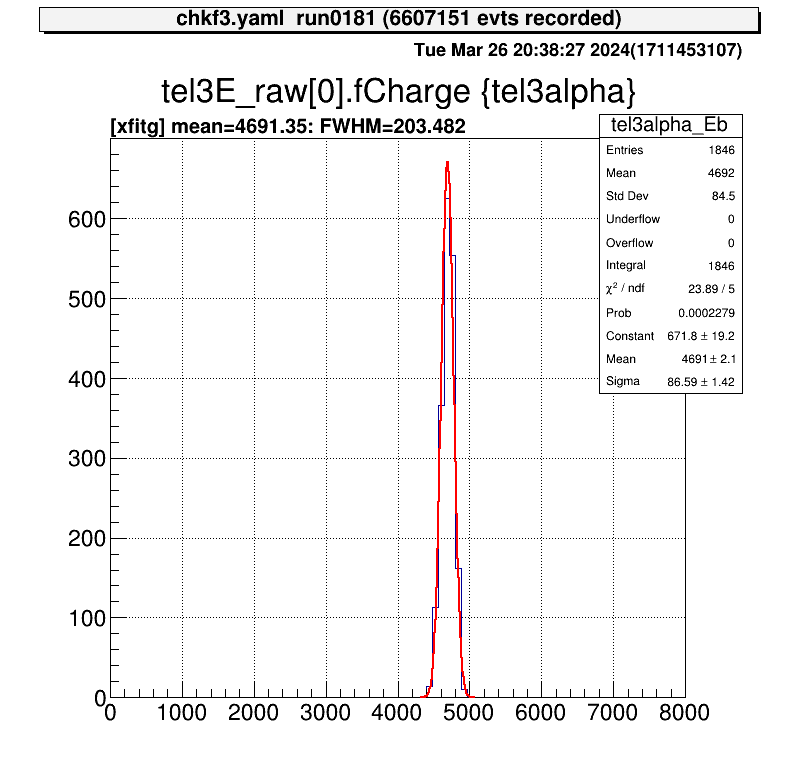 chkf3.yaml  run0181 (6607151 evts recorded)
Tue Mar 26 20:38:27 2024(1711453107)
tel3E_raw[0].fCharge {tel3alpha}
[xfitg] mean=4691.35: FWHM=203.482
tel3alpha_Eb
Entries 1846
Mean 4692
Std Dev 84.5
Underflow 0
Overflow 0
Integral 1846
χ² / ndf 23.89 / 5
Prob 0.0002279
Constant 671.8 ± 19.2
Mean 4691 ± 2.1
Sigma 86.59 ± 1.42
600
500
400
300
200
100
0
0 1000 2000 3000 4000 5000 6000 7000 8000